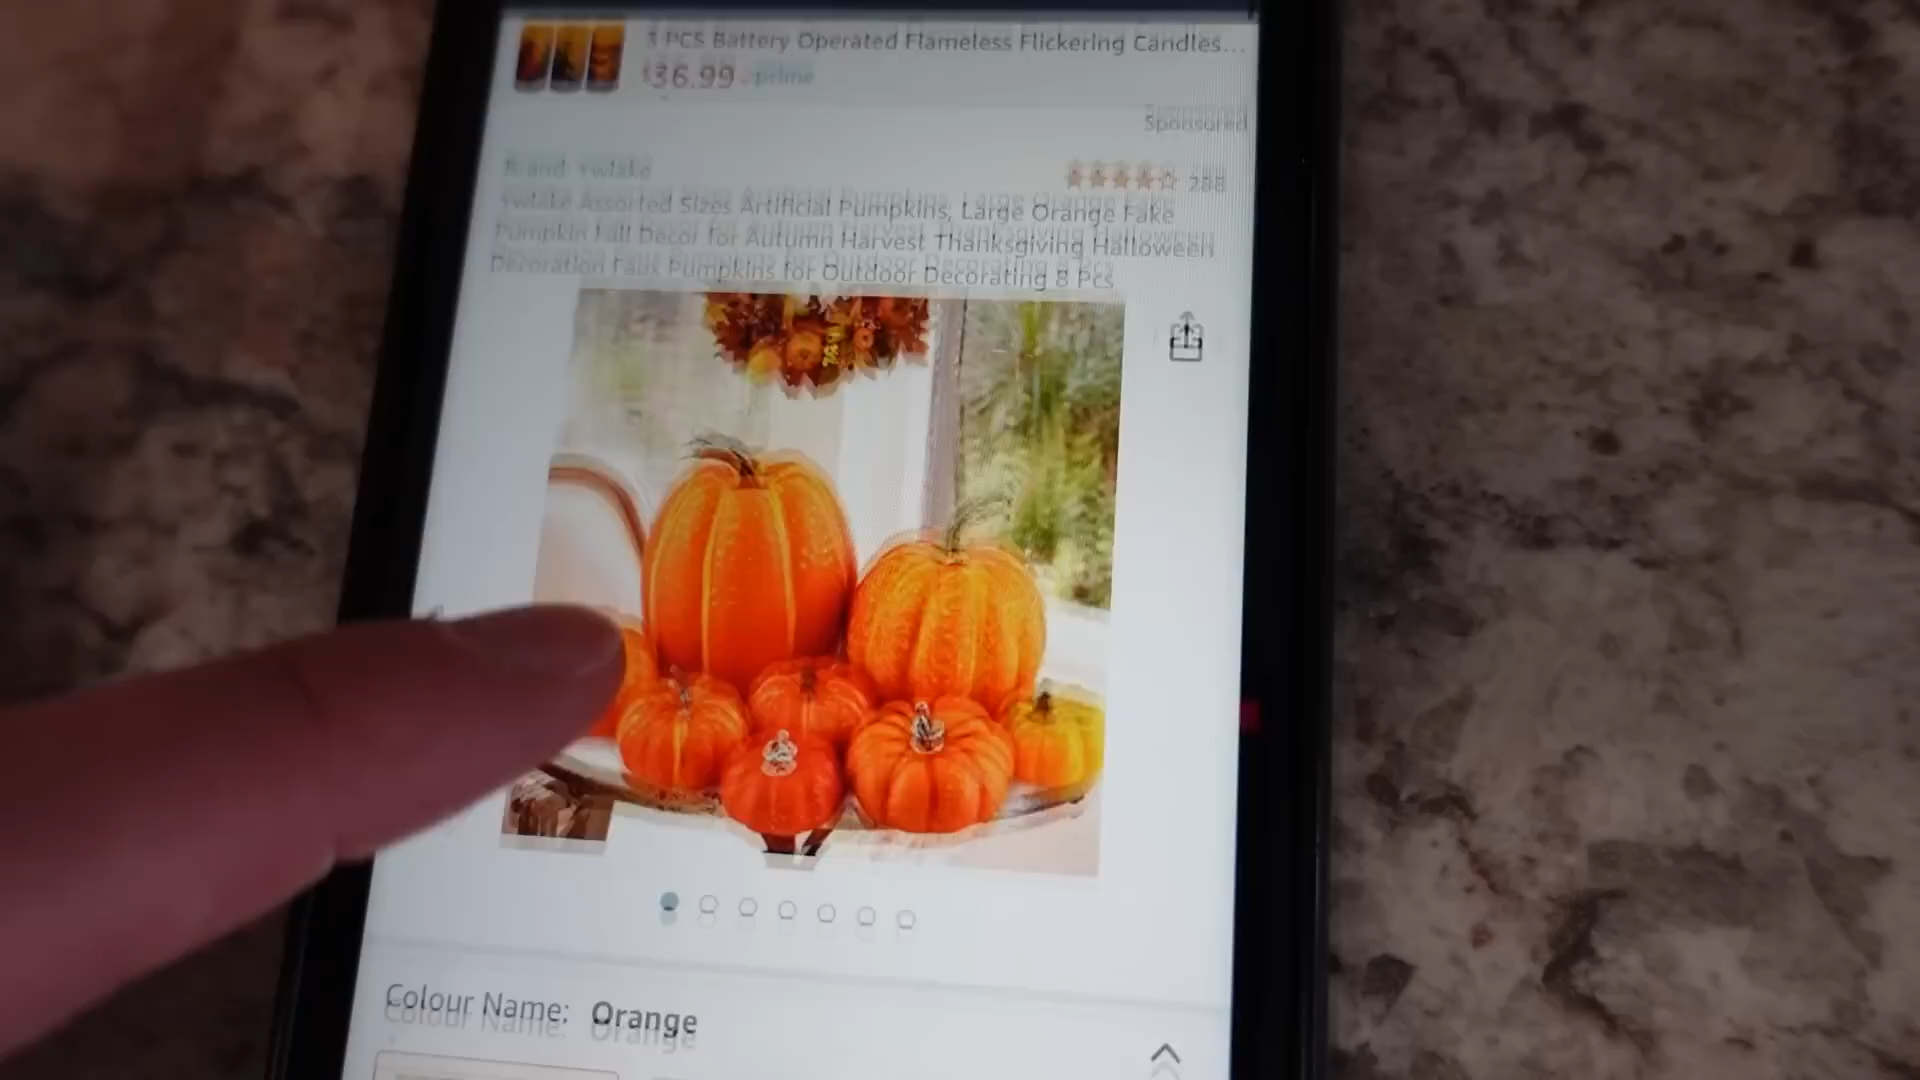 3 PCS Battery Operated Flameless Flickering Candles...
$36.99 prime
Sponsored
Brand: Ywlake
288
Ywlake Assorted Sizes Artificial Pumpkins, Large Orange Fake
Pumpkin Fall Decor for Autumn Harvest Thanksgiving Halloween
Decoration Faux Pumpkins for Outdoor Decorating 8 Pcs
Colour Name: Orange